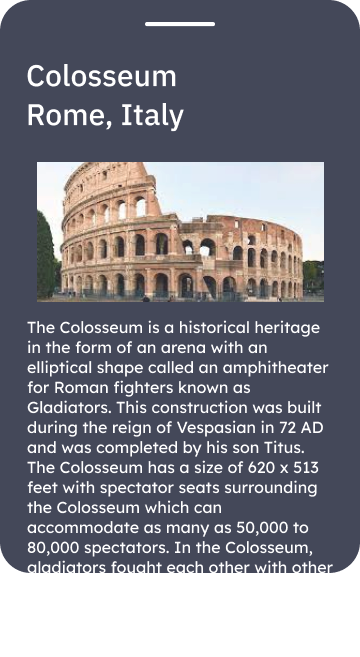 Colosseum
Rome, Italy
The Colosseum is a historical heritage
in the form of an arena with an
elliptical shape called an amphitheater
for Roman fighters known as
Gladiators. This construction was built
during the reign of Vespasian in 72 AD
and was completed by his son Titus.
The Colosseum has a size of 620 x 513
feet with spectator seats surrounding
the Colosseum which can
accommodate as many as 50,000 to
80,000 spectators. In the Colosseum,
gladiators fought each other with other